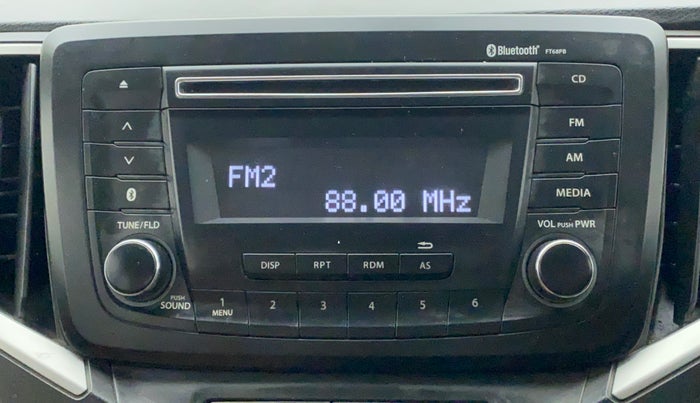 Bluetooth® FT68PB
CD
FM
AM
MEDIA
FM2
88.00 MHz
TUNE/FLD
VOL PUSH PWR
DISP RPT RDM AS
PUSH
SOUND
1 2 3 4 5 6
MENU